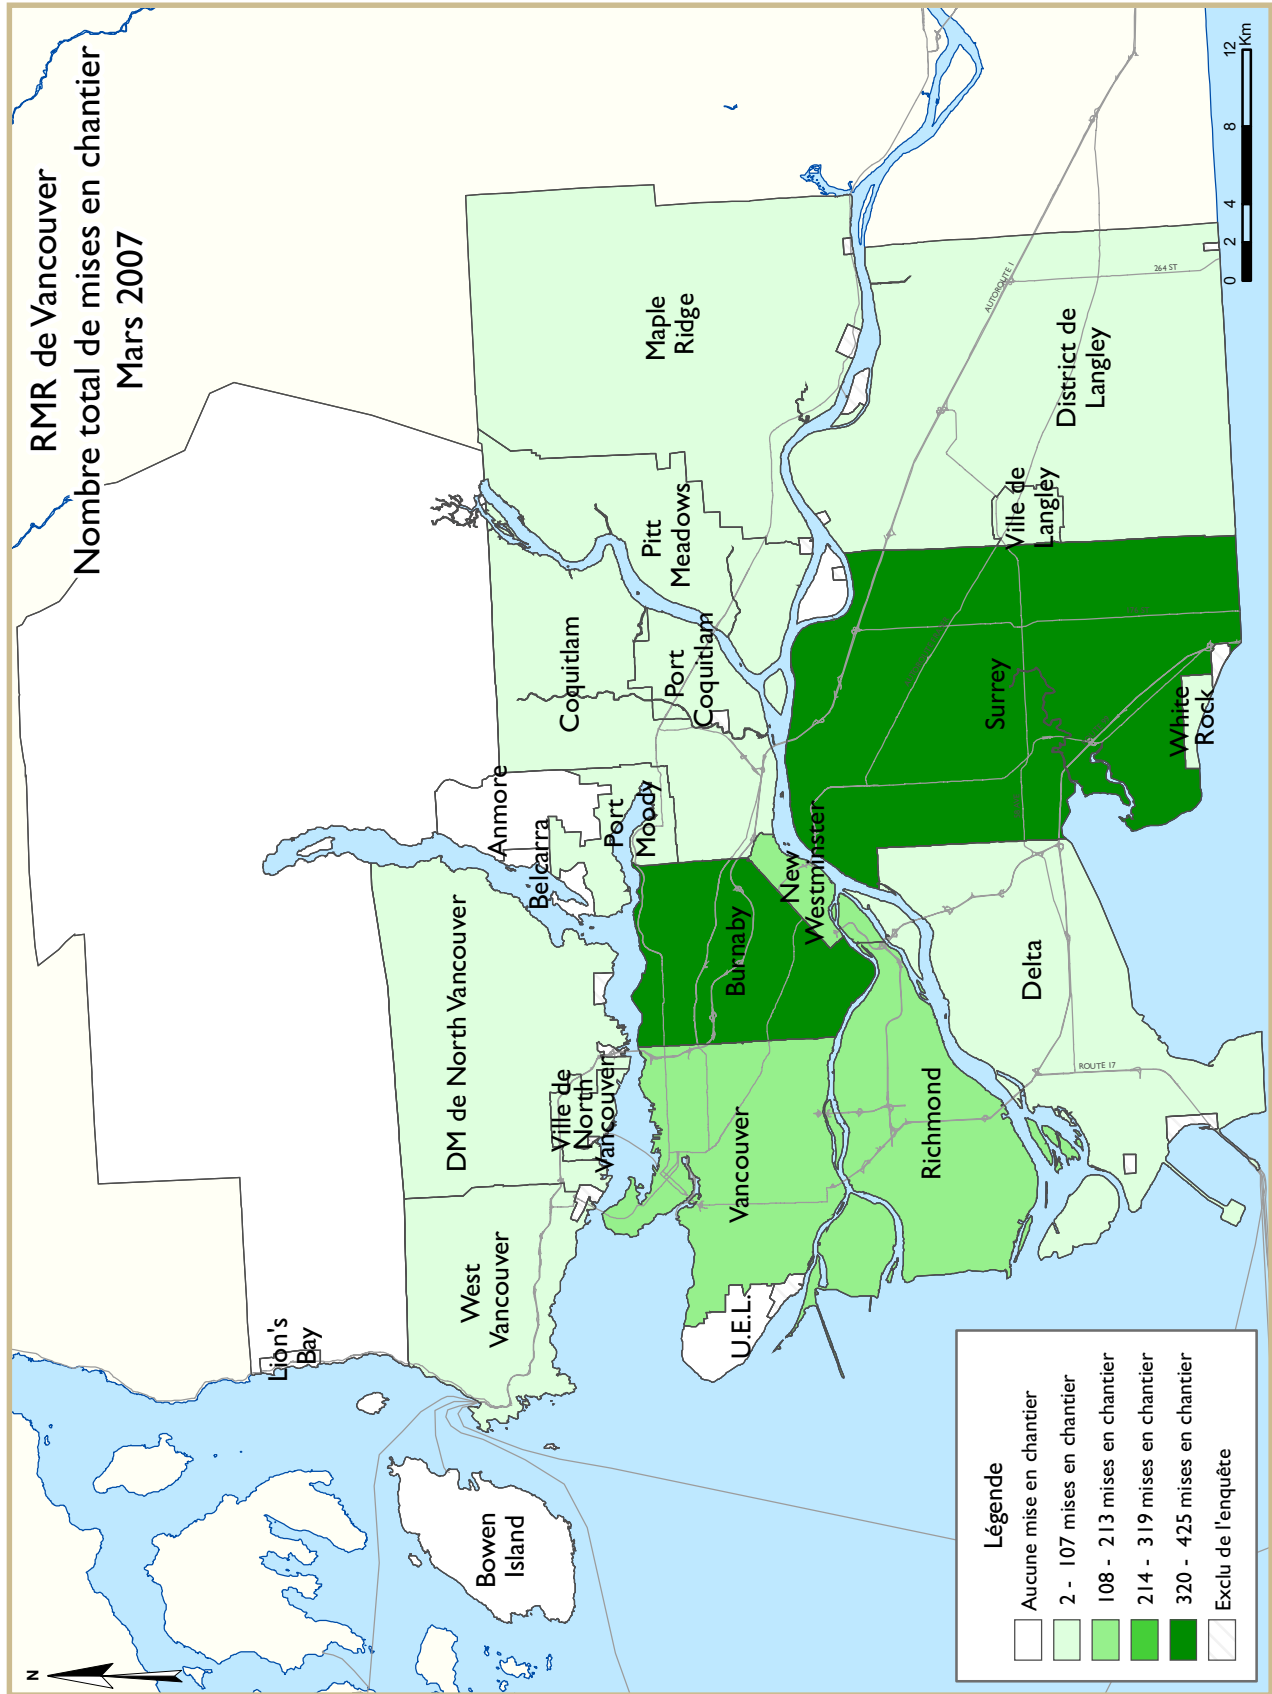 RMR de Vancouver
Nombre total de mises en chantier
Mars 2007
N
Lion's
Bay
Bowen
Island
West
Vancouver
DM de North Vancouver
Ville de
North
Vancouver
Belcarra
Anmore
Port
Moody
Coquitlam
Port
Coquitlam
Pitt
Meadows
Maple
Ridge
U.E.L.
Vancouver
Burnaby
New
Westminster
Richmond
Delta
Surrey
White
Rock
Ville de
Langley
District de
Langley
AUTOROUTE 1
264 ST
ROUTE 17
Légende
Aucune mise en chantier
2 - 107 mises en chantier
108 - 213 mises en chantier
214 - 319 mises en chantier
320 - 425 mises en chantier
Exclu de l'enquête
0 2 4 8 12
Km